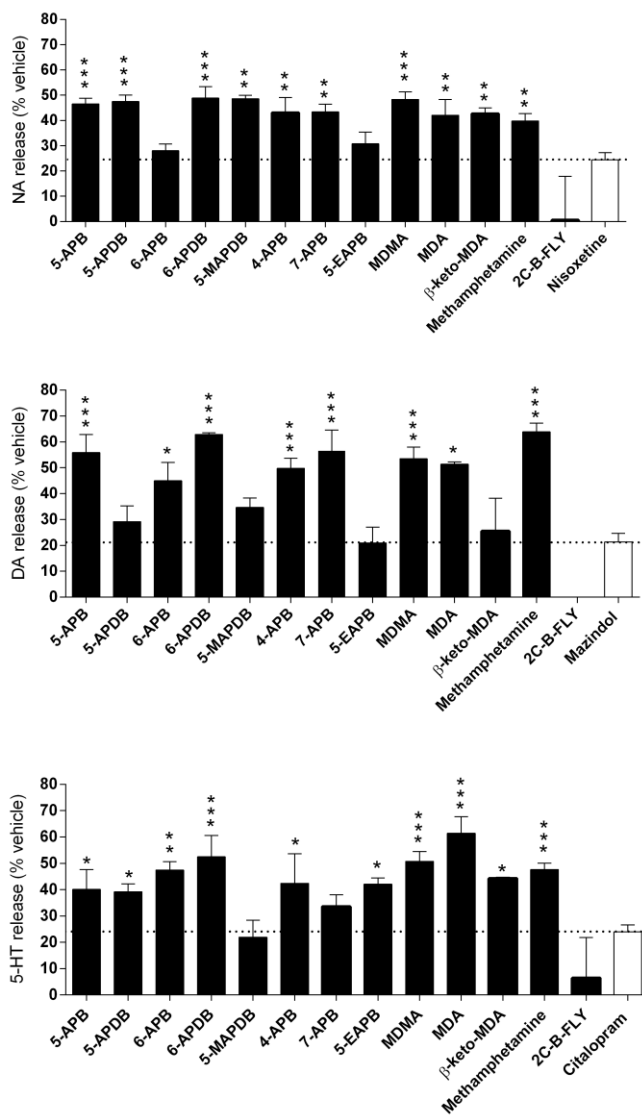 NA release (% vehicle)
80
70
60
50
40
30
20
10
0
***
***
***
**
**
**
***
**
**
**
5-APB
5-APDB
6-APB
6-APDB
5-MAPDB
4-APB
7-APB
5-EAPB
MDMA
MDA
β-keto-MDA
Methamphetamine
2C-B-FLY
Nisoxetine
DA release (% vehicle)
80
70
60
50
40
30
20
10
0
***
*
***
***
***
***
*
***
5-APB
5-APDB
6-APB
6-APDB
5-MAPDB
4-APB
7-APB
5-EAPB
MDMA
MDA
β-keto-MDA
Methamphetamine
2C-B-FLY
Mazindol
5-HT release (% vehicle)
80
70
60
50
40
30
20
10
0
*
*
**
***
*
*
***
***
*
***
5-APB
5-APDB
6-APB
6-APDB
5-MAPDB
4-APB
7-APB
5-EAPB
MDMA
MDA
β-keto-MDA
Methamphetamine
2C-B-FLY
Citalopram